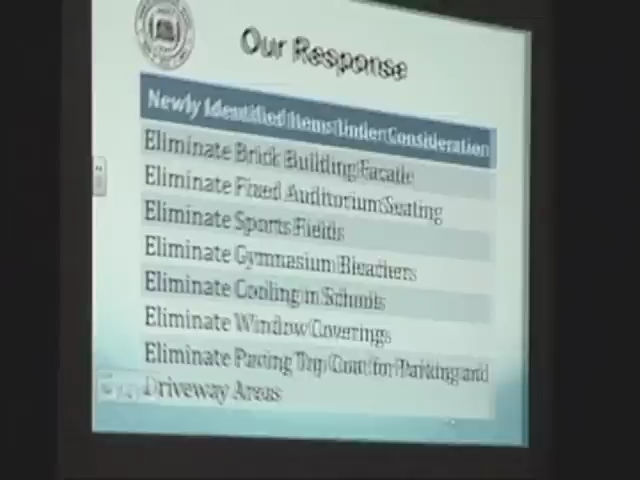 Our Response
Newly Identified Items Under Consideration
Eliminate Brick Building Facade
Eliminate Fixed Auditorium Seating
Eliminate Sports Fields
Eliminate Gymnasium Bleachers
Eliminate Cooling in Schools
Eliminate Window Coverings
Eliminate Paving Top Coat for Parking and
Driveway Areas